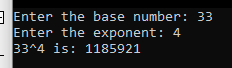 Enter the base number: 33
Enter the exponent: 4
33^4 is: 1185921